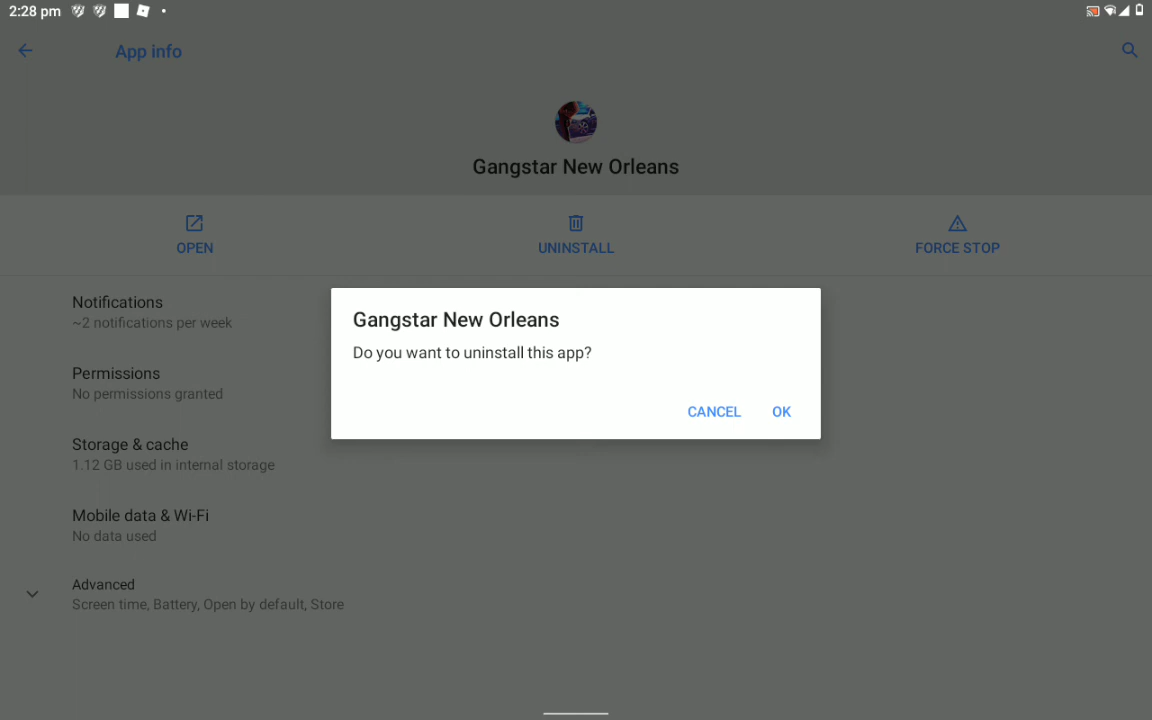 2:28 pm
App info
Gangstar New Orleans
OPEN
UNINSTALL
FORCE STOP
Notifications
~2 notifications per week
Permissions
No permissions granted
Storage & cache
1.12 GB used in internal storage
Mobile data & Wi-Fi
No data used
Advanced
Screen time, Battery, Open by default, Store
Gangstar New Orleans
Do you want to uninstall this app?
CANCEL
OK